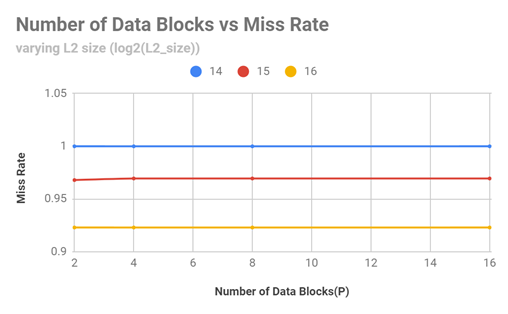 Number of Data Blocks vs Miss Rate
varying L2 size (log2(L2_size))
14 15 16
1.05
1
0.95
0.9
Miss Rate
2 4 6 8 10 12 14 16
Number of Data Blocks(P)